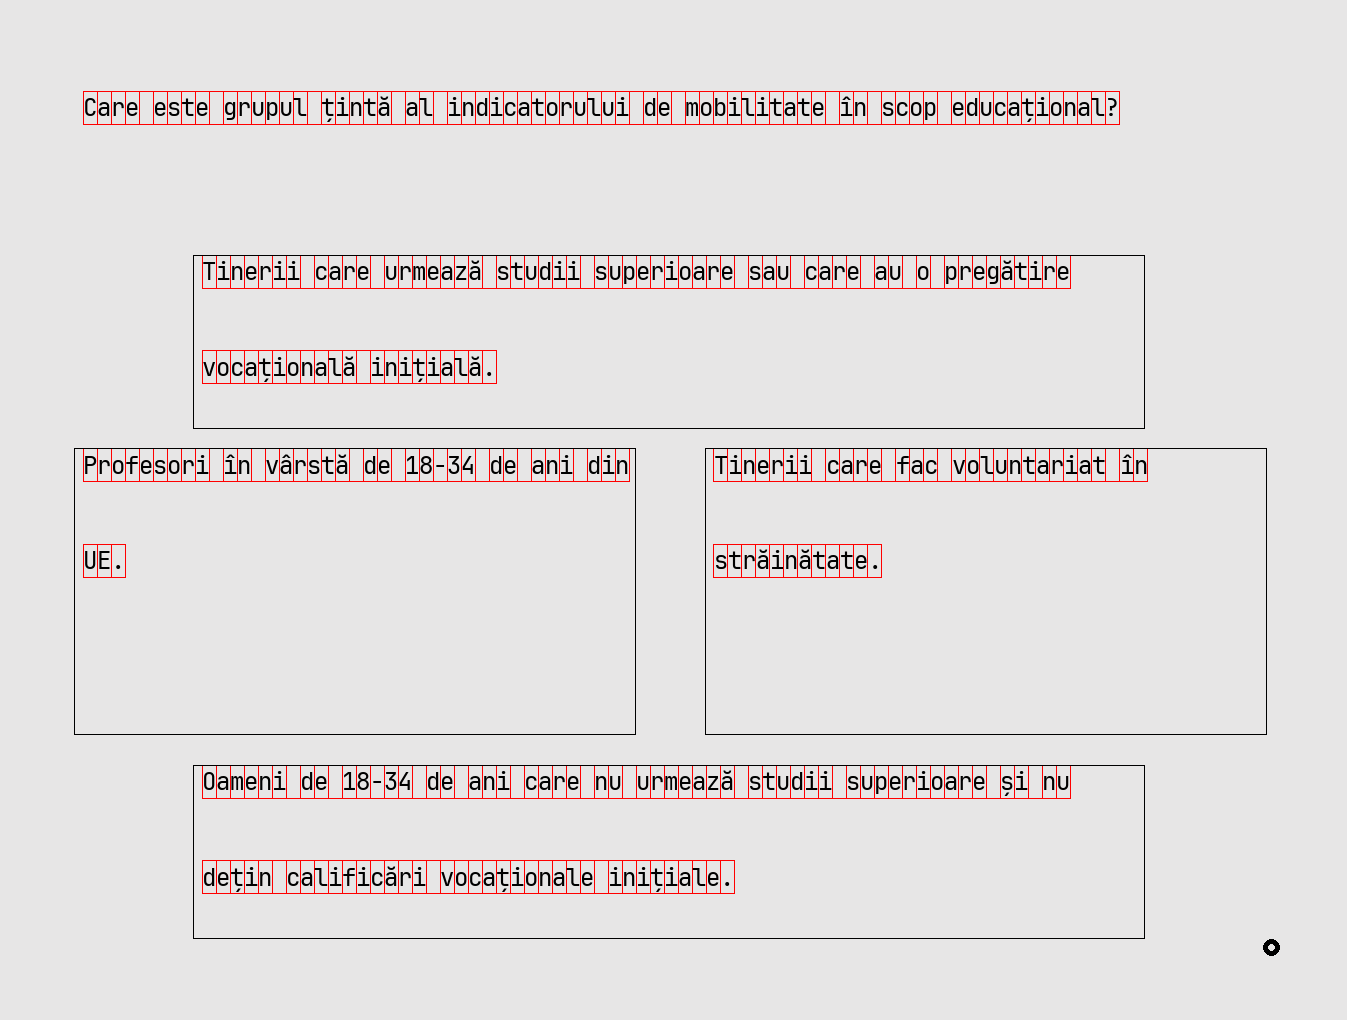 Care este grupul țintă al indicatorului de mobilitate în scop educațional?
Tinerii care urmează studii superioare sau care au o pregătire
vocațională inițială.
Profesori în vârstă de 18-34 de ani din
UE.
Tinerii care fac voluntariat în
străinătate.
Oameni de 18-34 de ani care nu urmează studii superioare și nu
dețin calificări vocaționale inițiale.